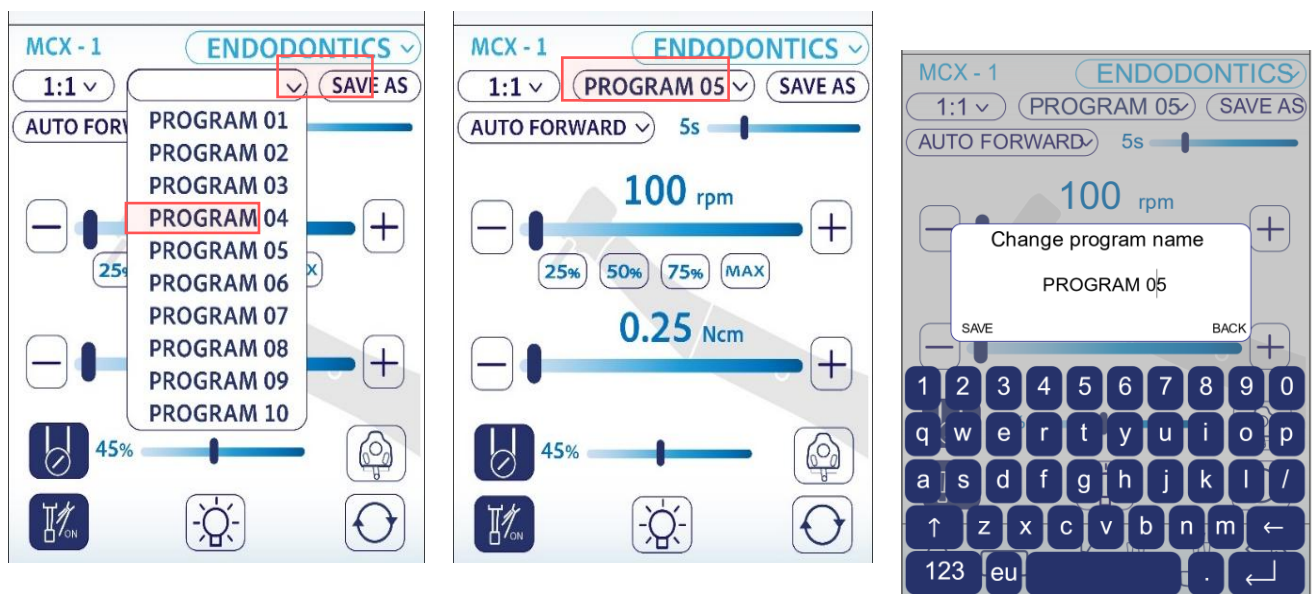 MCX - 1 ENDODONTICS
1:1 SAVE AS
AUTO FORW
PROGRAM 01
PROGRAM 02
PROGRAM 03
PROGRAM 04
PROGRAM 05
PROGRAM 06
PROGRAM 07
PROGRAM 08
PROGRAM 09
PROGRAM 10
25%
X
45%
ON
MCX - 1 ENDODONTICS
1:1 PROGRAM 05 SAVE AS
AUTO FORWARD 5s
100 rpm
25% 50% 75% MAX
0.25 Ncm
45%
ON
MCX - 1 ENDODONTICS
1:1 PROGRAM 05 SAVE AS
AUTO FORWARD 5s
100 rpm
Change program name
PROGRAM 05
SAVE BACK
1 2 3 4 5 6 7 8 9 0
q w e r t y u i o p
a s d f g h j k l /
↑ z x c v b n m ←
123 eu .